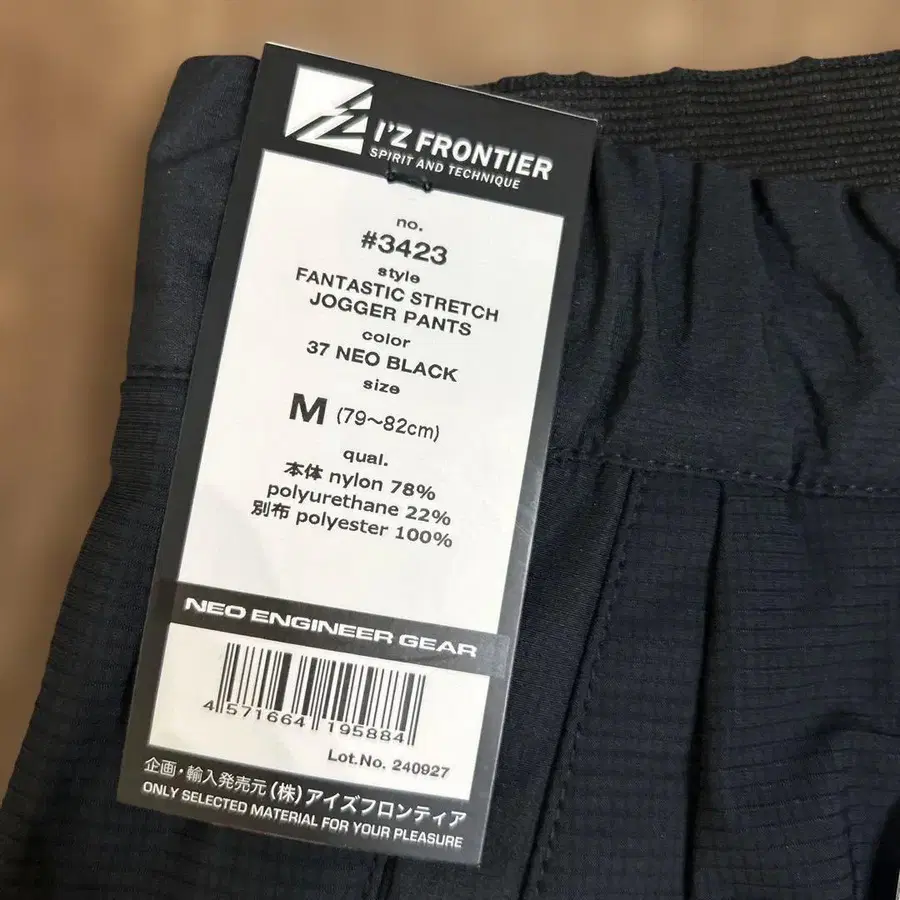 I'Z FRONTIER
SPIRIT AND TECHNIQUE
no.
#3423
style
FANTASTIC STRETCH
JOGGER PANTS
color
37 NEO BLACK
size
M (79～82cm)
qual.
本体 nylon 78%
polyurethane 22%
別布 polyester 100%
NEO ENGINEER GEAR
4 571664 195884
Lot.No. 240927
企画・輸入発売元 (株) アイズフロンティア
ONLY SELECTED MATERIAL FOR YOUR PLEASURE